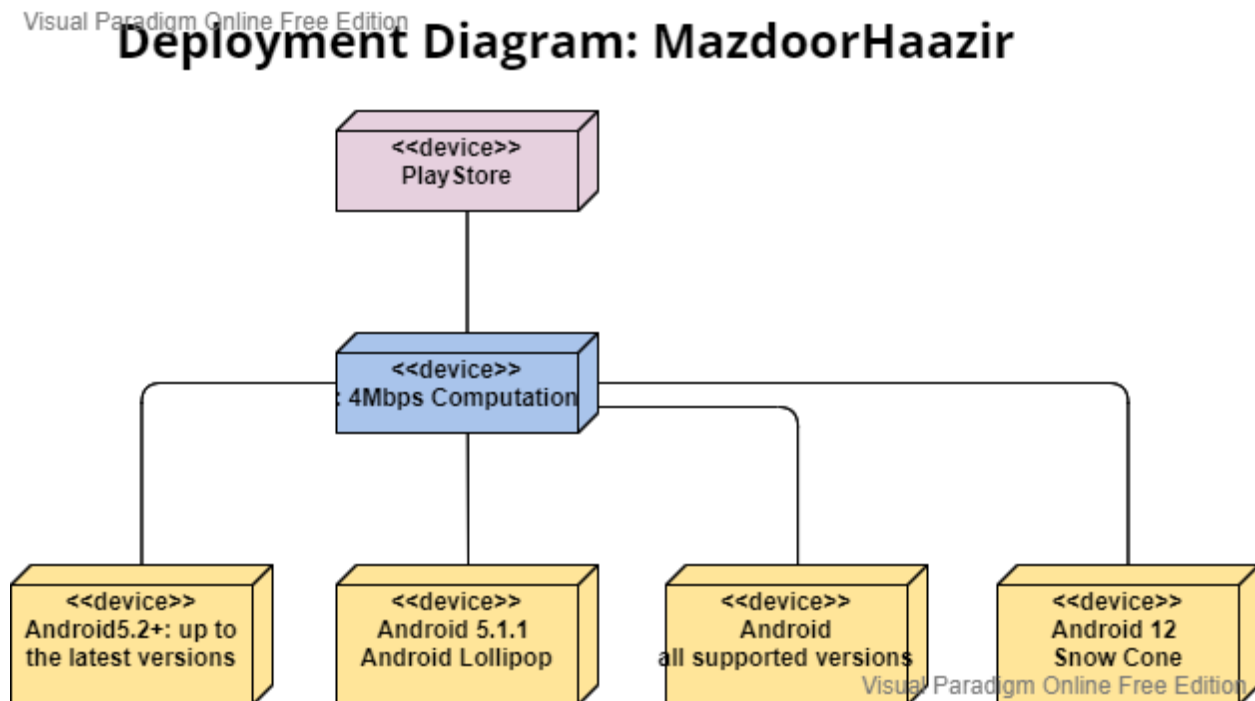 Visual Paradigm Online Free Edition
Deployment Diagram: MazdoorHaazir
<<device>>
PlayStore
<<device>>
: 4Mbps Computation
<<device>>
Android5.2+: up to
the latest versions
<<device>>
Android 5.1.1
Android Lollipop
<<device>>
Android
all supported versions
<<device>>
Android 12
Snow Cone
Visual Paradigm Online Free Edition